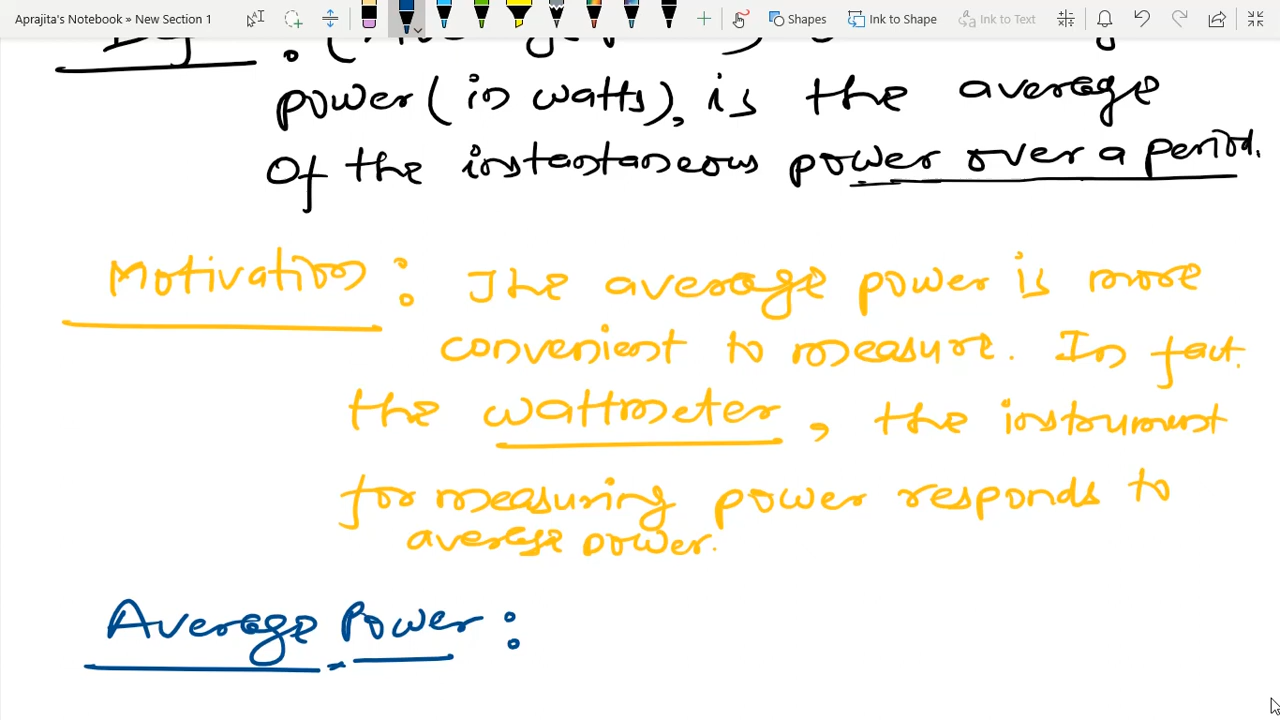 Aprajita's Notebook » New Section 1
Shapes Ink to Shape Ink to Text
power (in watts), is the average
of the instantaneous power over a period.
Motivation : The average power is more
convenient to measure. In fact.
the wattmeter, the instrument
for measuring power responds to
average power.
Average Power :